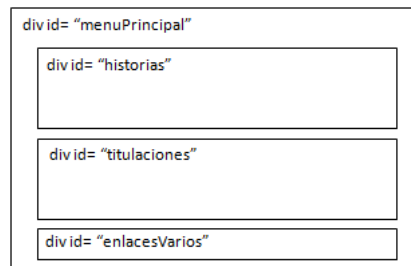 div id= “menuPrincipal”
div id= “historias”
div id= “titulaciones”
div id= “enlacesVarios”